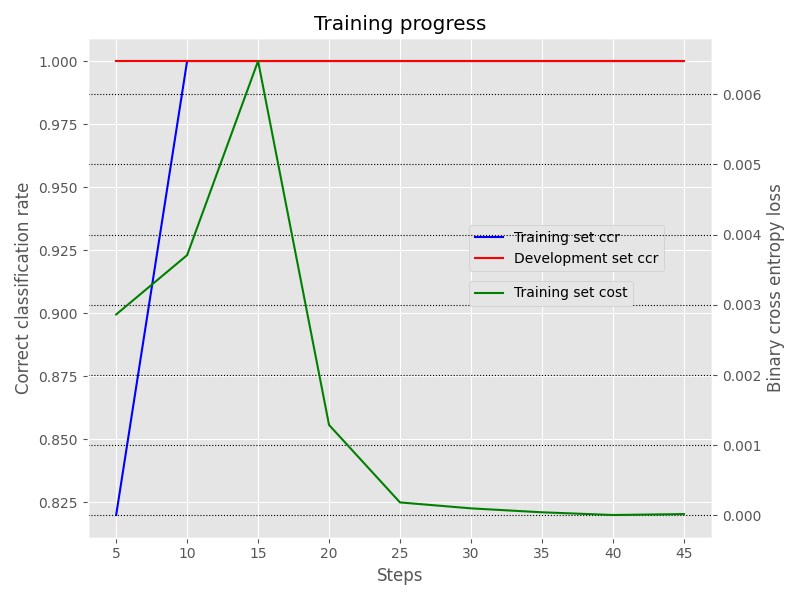 Training progress
Correct classification rate
1.000
0.975
0.950
0.925
0.900
0.875
0.850
0.825
Training set ccr
Development set ccr
Training set cost
0.006
0.005
0.004
0.003
0.002
0.001
0.000
Binary cross entropy loss
5 10 15 20 25 30 35 40 45
Steps